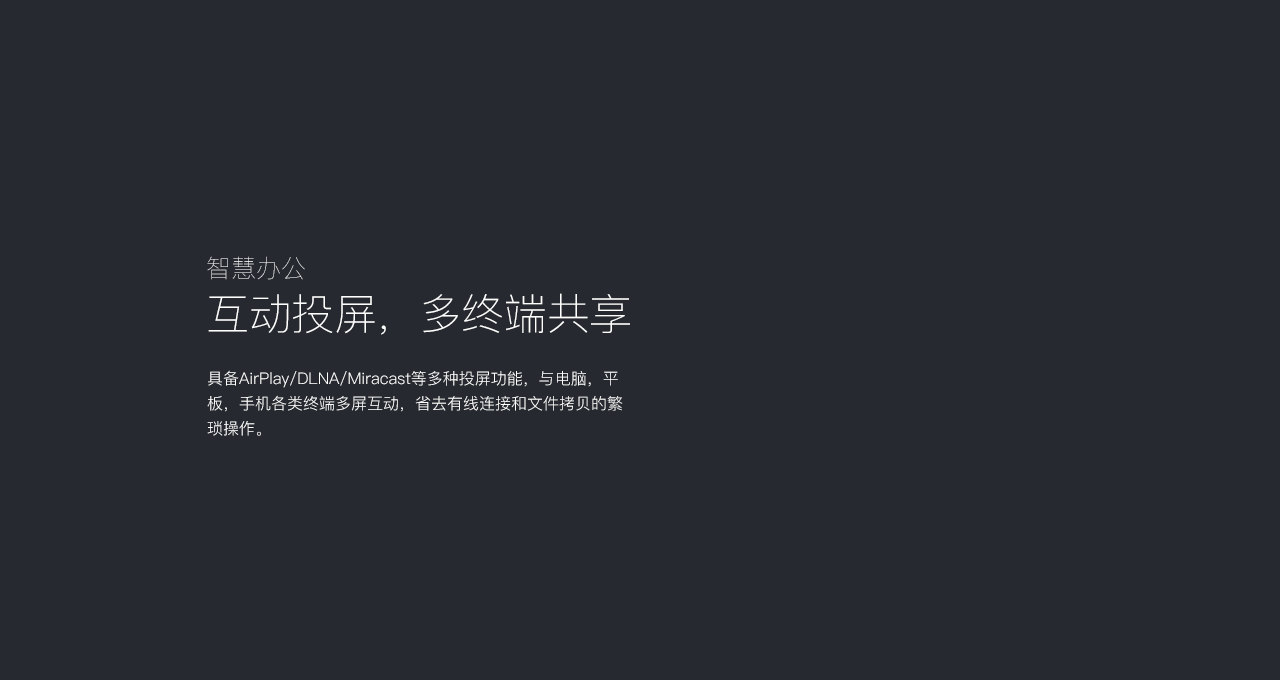 智慧办公
互动投屏，多终端共享
具备AirPlay/DLNA/Miracast等多种投屏功能，与电脑，平
板，手机各类终端多屏互动，省去有线连接和文件拷贝的繁
琐操作。